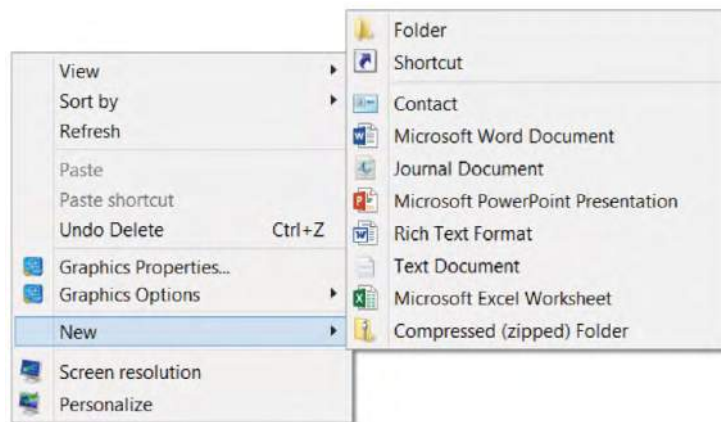 View
Sort by
Refresh
Paste
Paste shortcut
Undo Delete Ctrl+Z
Graphics Properties...
Graphics Options
New
Screen resolution
Personalize
Folder
Shortcut
Contact
Microsoft Word Document
Journal Document
Microsoft PowerPoint Presentation
Rich Text Format
Text Document
Microsoft Excel Worksheet
Compressed (zipped) Folder